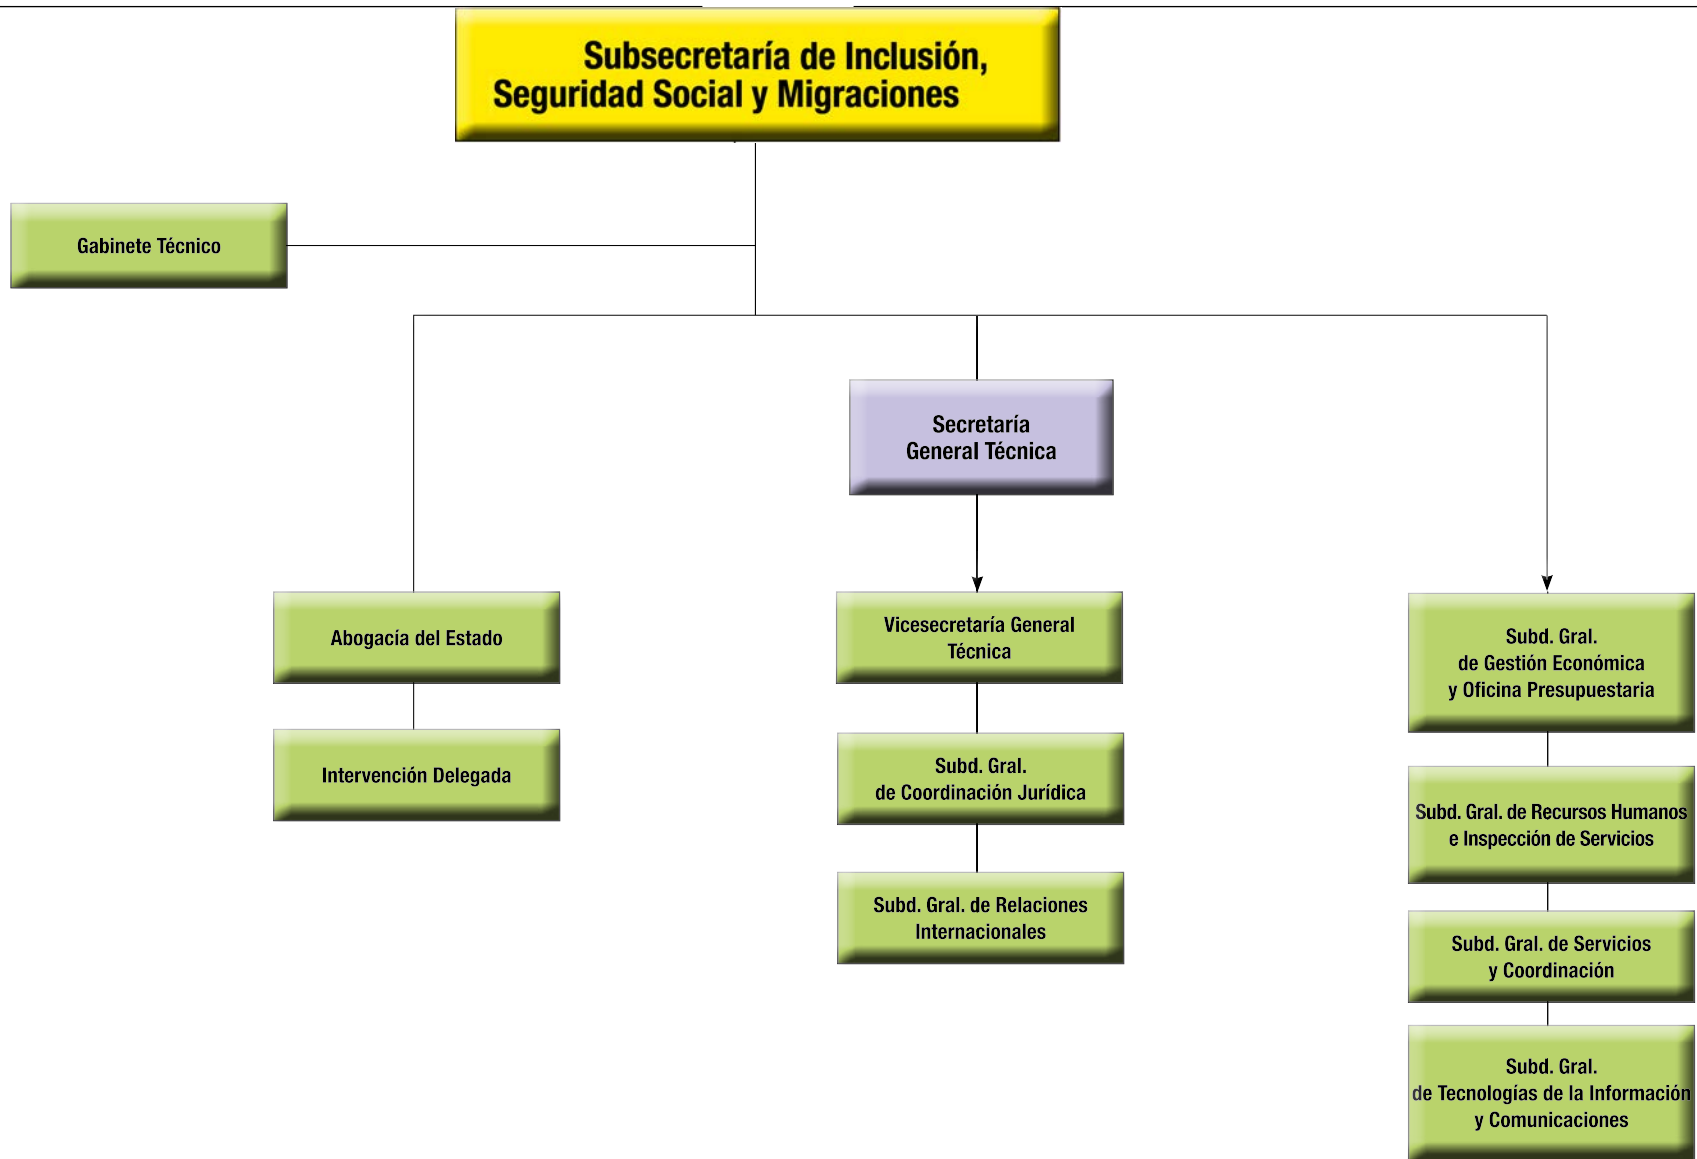 Subsecretaría de Inclusión,
Seguridad Social y Migraciones
Gabinete Técnico
Secretaría
General Técnica
Abogacía del Estado
Intervención Delegada
Vicesecretaría General
Técnica
Subd. Gral.
de Coordinación Jurídica
Subd. Gral. de Relaciones
Internacionales
Subd. Gral.
de Gestión Económica
y Oficina Presupuestaria
Subd. Gral. de Recursos Humanos
e Inspección de Servicios
Subd. Gral. de Servicios
y Coordinación
Subd. Gral.
de Tecnologías de la Información
y Comunicaciones